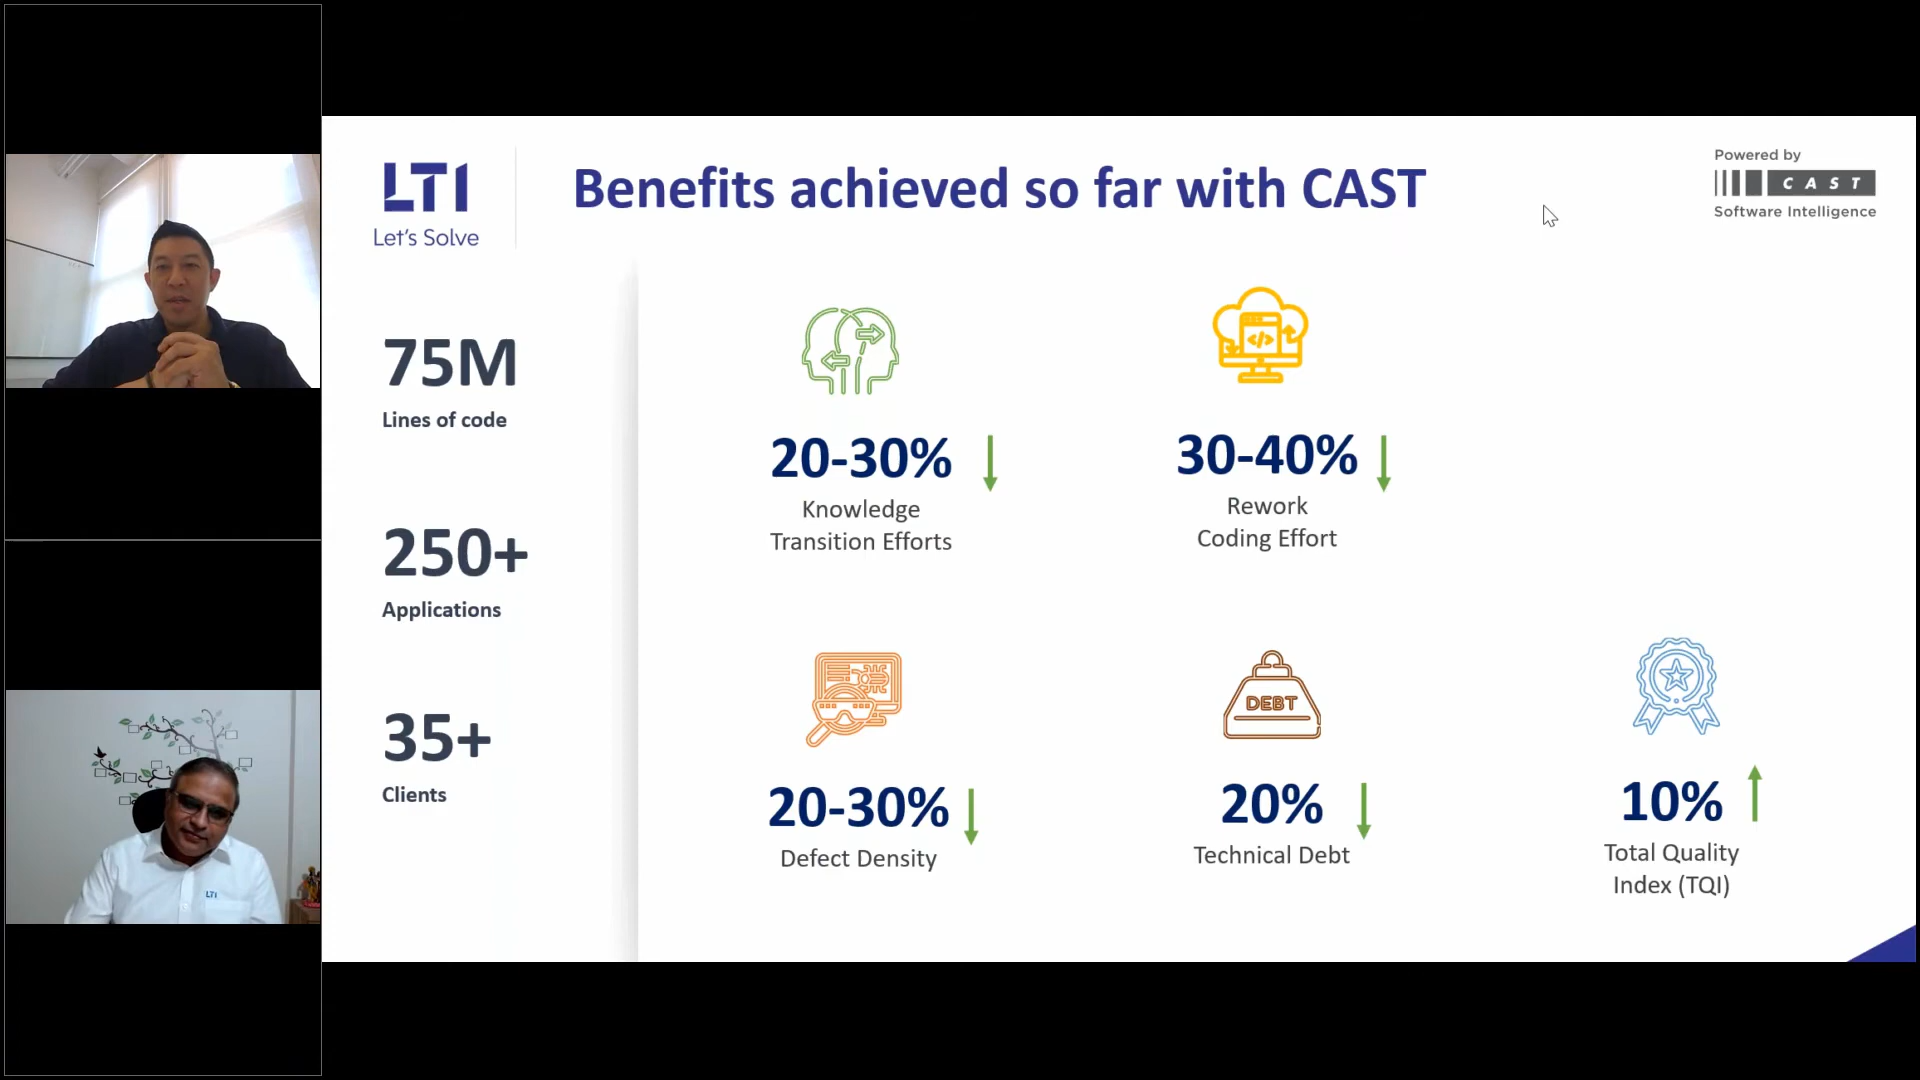 LTI
Let's Solve
Benefits achieved so far with CAST
Powered by
CAST
Software Intelligence
75M
Lines of code
250+
Applications
35+
Clients
20-30%
Knowledge
Transition Efforts
30-40%
Rework
Coding Effort
20-30%
Defect Density
DEBT
20%
Technical Debt
10%
Total Quality
Index (TQI)
LTI